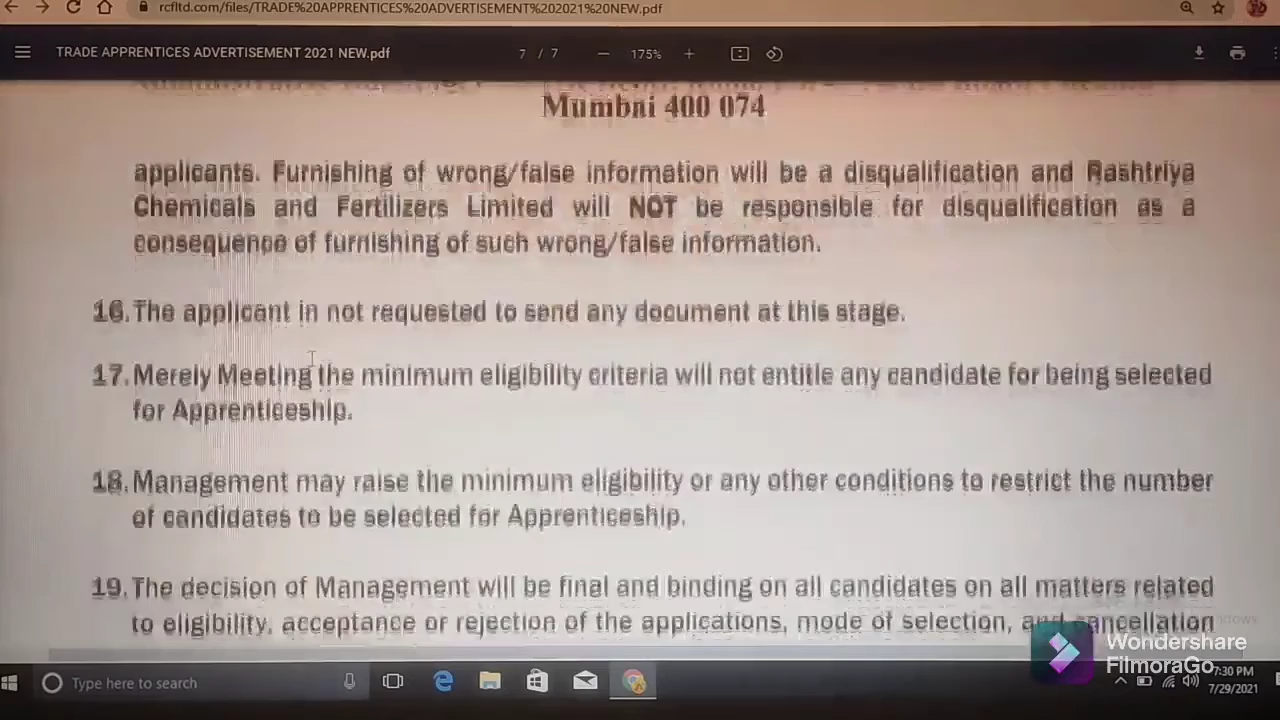 rcfltd.com/files/TRADE%20APPRENTICES%20ADVERTISEMENT%202021%20NEW.pdf
TRADE APPRENTICES ADVERTISEMENT 2021 NEW.pdf 7 / 7 175%
Mumbai 400 074
applicants. Furnishing of wrong/false information will be a disqualification and Rashtriya
Chemicals and Fertilizers Limited will NOT be responsible for disqualification as a
consequence of furnishing of such wrong/false information.
16. The applicant in not requested to send any document at this stage.
17. Merely Meeting the minimum eligibility criteria will not entitle any candidate for being selected
for Apprenticeship.
18. Management may raise the minimum eligibility or any other conditions to restrict the number
of candidates to be selected for Apprenticeship.
19. The decision of Management will be final and binding on all candidates on all matters related
to eligibility, acceptance or rejection of the applications, mode of selection, and cancellation
Wondershare
FilmoraGo
Type here to search
7:30 PM
7/29/2021